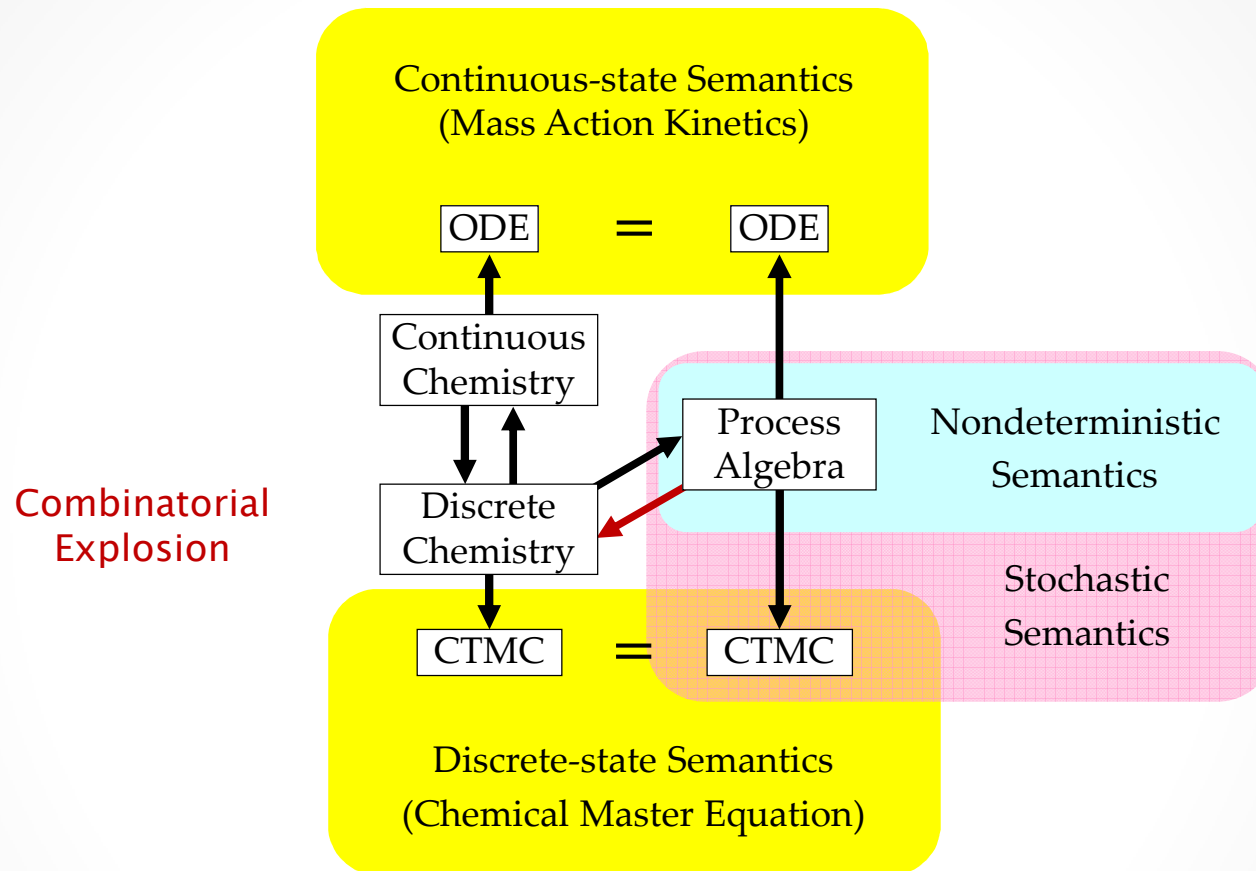 Continuous-state Semantics
(Mass Action Kinetics)
ODE = ODE
Continuous
Chemistry
Process
Algebra
Nondeterministic
Semantics
Combinatorial
Explosion
Discrete
Chemistry
Stochastic
Semantics
CTMC = CTMC
Discrete-state Semantics
(Chemical Master Equation)